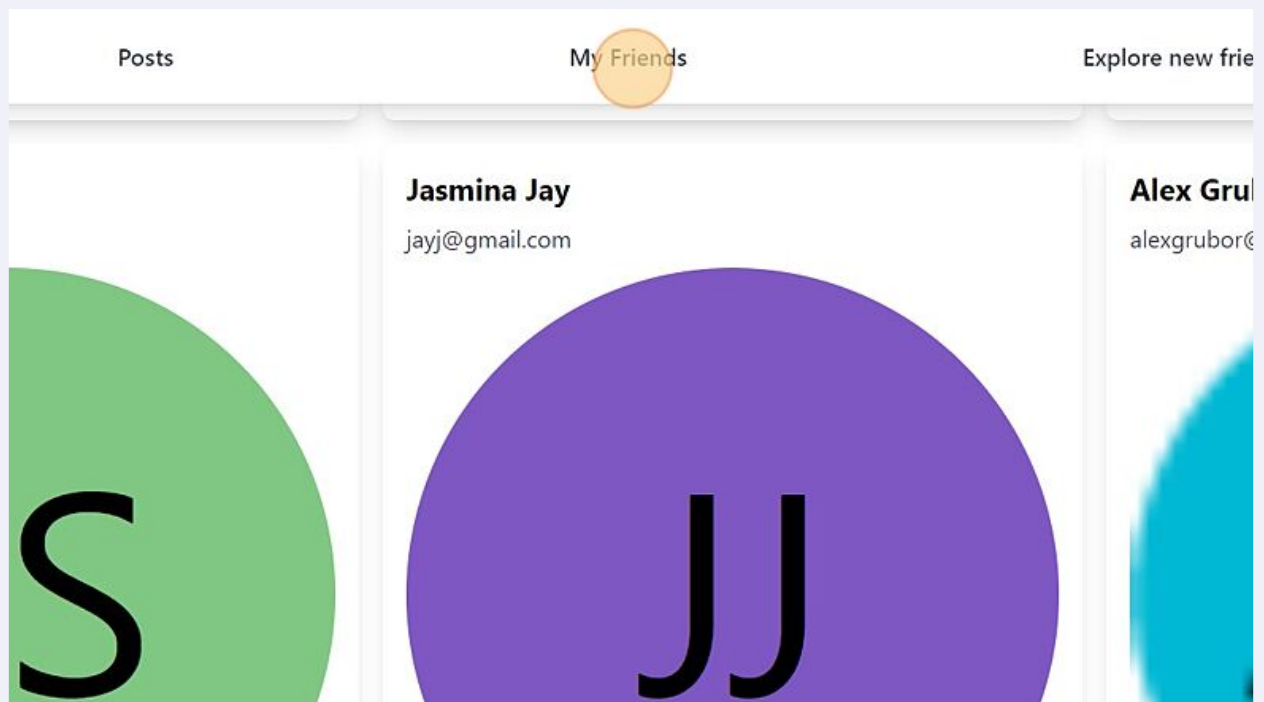 Posts
My Friends
Explore new frie
Jasmina Jay
jayj@gmail.com
Alex Gru
alexgrubor@
S
JJ